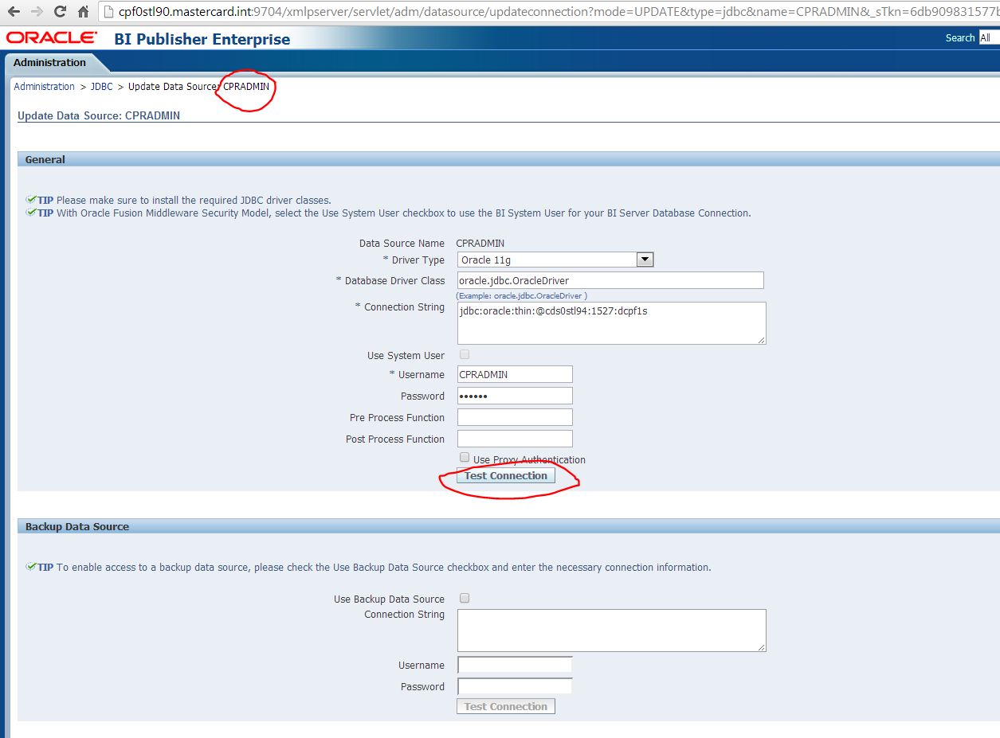 cpf0stl90.mastercard.int:9704/xmlpserver/servlet/adm/datasource/updateconnection?mode=UPDATE&type=jdbc&name=CPRADMIN&_sTkn=6db909831577b
ORACLE BI Publisher Enterprise
Search All
Administration
Administration > JDBC > Update Data Source: CPRADMIN
Update Data Source: CPRADMIN
General
TIP Please make sure to install the required JDBC driver classes.
TIP With Oracle Fusion Middleware Security Model, select the Use System User checkbox to use the BI System User for your BI Server Database Connection.
Data Source Name CPRADMIN
* Driver Type Oracle 11g
* Database Driver Class oracle.jdbc.OracleDriver
(Example: oracle.jdbc.OracleDriver )
* Connection String jdbc:oracle:thin:@cds0stl94:1527:dcpf1s
Use System User
* Username CPRADMIN
Password ••••••
Pre Process Function
Post Process Function
Use Proxy Authentication
Test Connection
Backup Data Source
TIP To enable access to a backup data source, please check the Use Backup Data Source checkbox and enter the necessary connection information.
Use Backup Data Source
Connection String
Username
Password
Test Connection